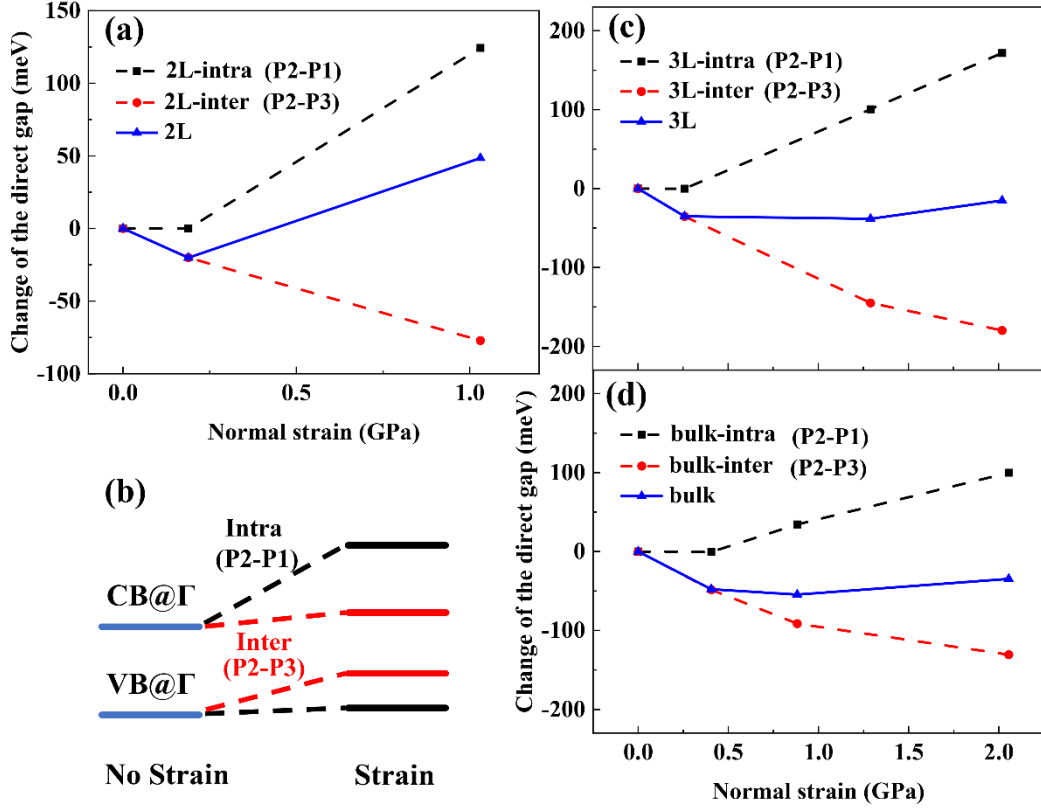 (a)
150
100
50
0
-50
-100
Change of the direct gap (meV)
2L-intra (P2-P1)
2L-inter (P2-P3)
2L
0.0 0.5 1.0
Normal strain (GPa)
(b)
Intra
(P2-P1)
CB@Γ
Inter
(P2-P3)
VB@Γ
No Strain Strain
(c)
200
100
0
-100
-200
Change of the direct gap (meV)
3L-intra (P2-P1)
3L-inter (P2-P3)
3L
(d)
200
100
0
-100
-200
bulk-intra (P2-P1)
bulk-inter (P2-P3)
bulk
0.0 0.5 1.0 1.5 2.0
Normal strain (GPa)